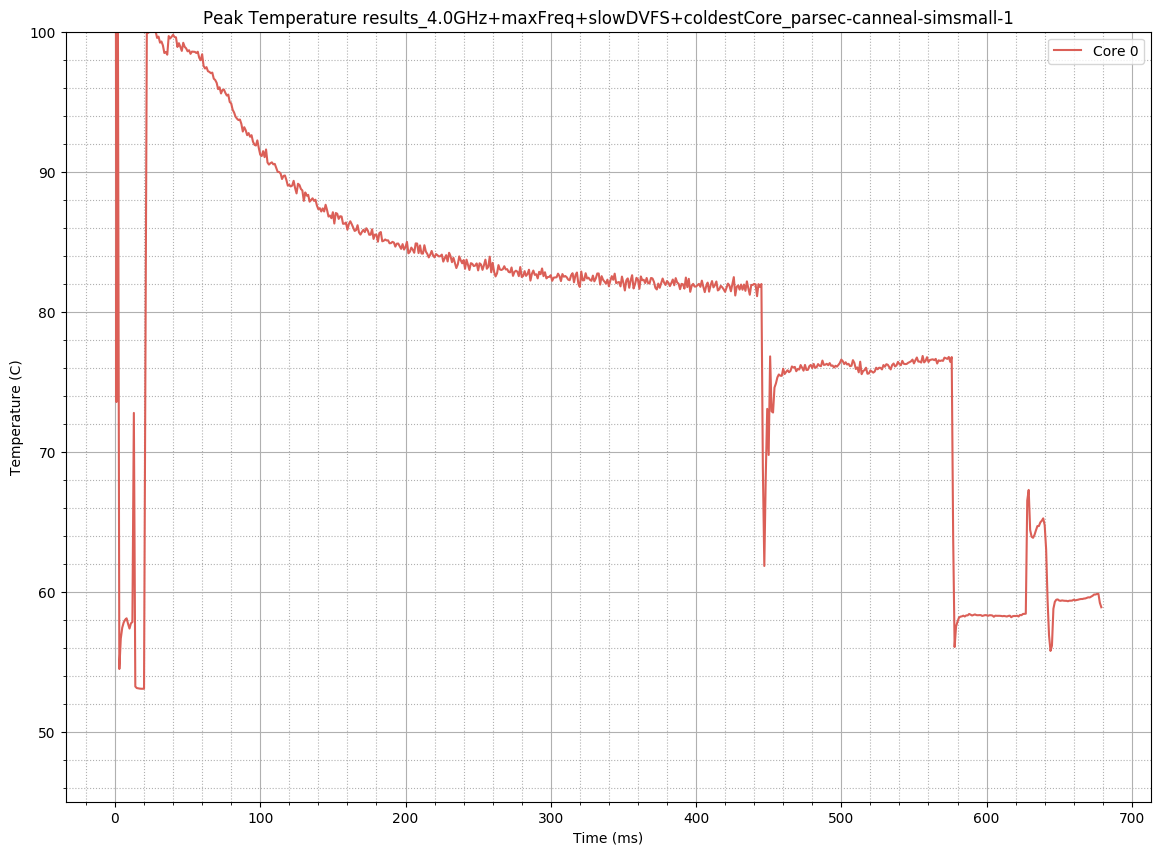 Peak Temperature results_4.0GHz+maxFreq+slowDVFS+coldestCore_parsec-canneal-simsmall-1
Core 0
100
90
80
70
60
50
Temperature (C)
0 100 200 300 400 500 600 700
Time (ms)